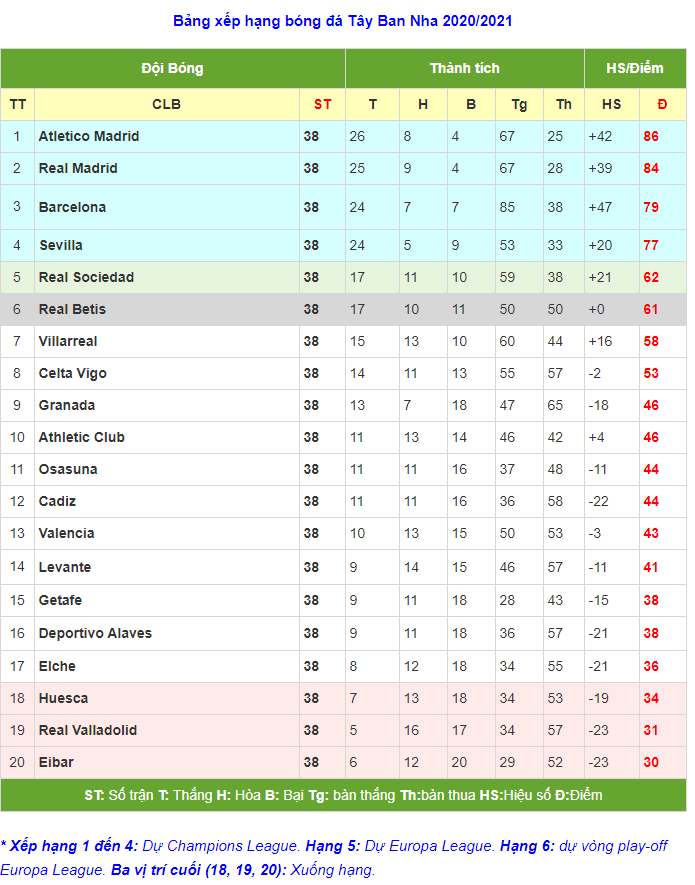 Bảng xếp hạng bóng đá Tây Ban Nha 2020/2021
Đội Bóng Thành tích HS/Điểm
TT CLB ST T H B Tg Th HS Đ
1 Atletico Madrid 38 26 8 4 67 25 +42 86
2 Real Madrid 38 25 9 4 67 28 +39 84
3 Barcelona 38 24 7 7 85 38 +47 79
4 Sevilla 38 24 5 9 53 33 +20 77
5 Real Sociedad 38 17 11 10 59 38 +21 62
6 Real Betis 38 17 10 11 50 50 +0 61
7 Villarreal 38 15 13 10 60 44 +16 58
8 Celta Vigo 38 14 11 13 55 57 -2 53
9 Granada 38 13 7 18 47 65 -18 46
10 Athletic Club 38 11 13 14 46 42 +4 46
11 Osasuna 38 11 11 16 37 48 -11 44
12 Cadiz 38 11 11 16 36 58 -22 44
13 Valencia 38 10 13 15 50 53 -3 43
14 Levante 38 9 14 15 46 57 -11 41
15 Getafe 38 9 11 18 28 43 -15 38
16 Deportivo Alaves 38 9 11 18 36 57 -21 38
17 Elche 38 8 12 18 34 55 -21 36
18 Huesca 38 7 13 18 34 53 -19 34
19 Real Valladolid 38 5 16 17 34 57 -23 31
20 Eibar 38 6 12 20 29 52 -23 30
ST: Số trận T: Thắng H: Hòa B: Bại Tg: bàn thắng Th:bàn thua HS:Hiệu số Đ:Điểm
* Xếp hạng 1 đến 4: Dự Champions League. Hạng 5: Dự Europa League. Hạng 6: dự vòng play-off
Europa League. Ba vị trí cuối (18, 19, 20): Xuống hạng.